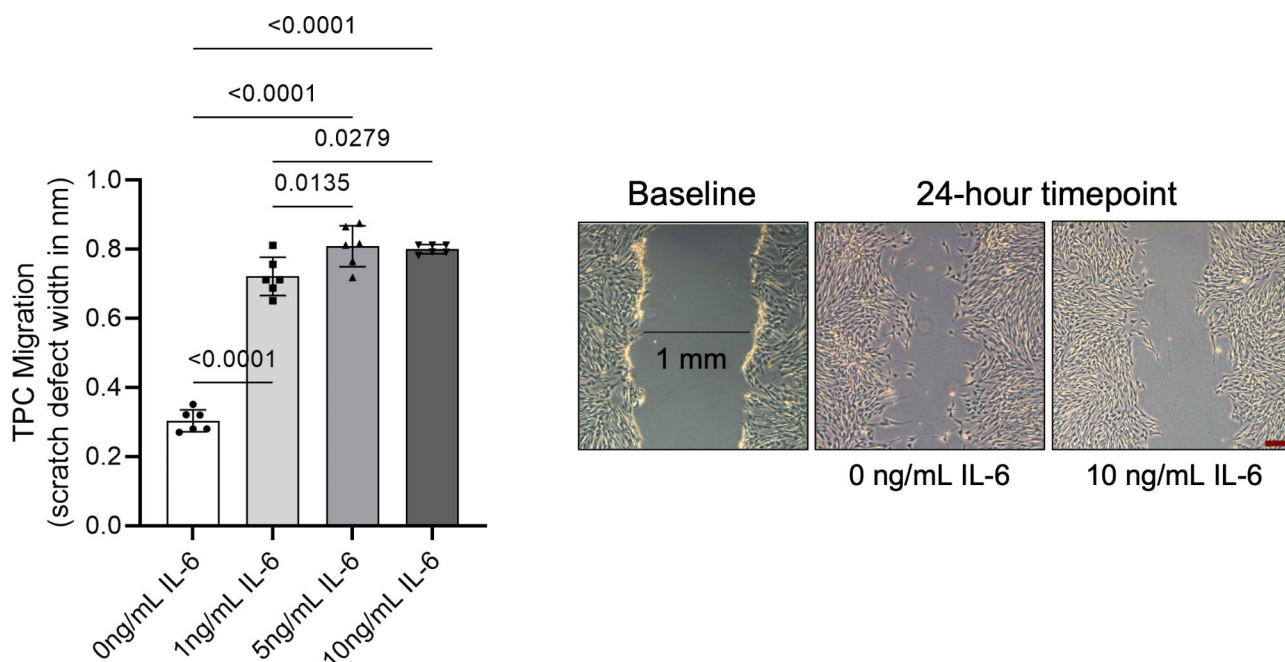 <0.0001
<0.0001
0.0279
0.0135
<0.0001
TPC Migration
(scratch defect width in nm)
1.0
0.8
0.6
0.4
0.2
0.0
0ng/mL IL-6
1ng/mL IL-6
5ng/mL IL-6
10ng/mL IL-6
Baseline
24-hour timepoint
1 mm
0 ng/mL IL-6
10 ng/mL IL-6